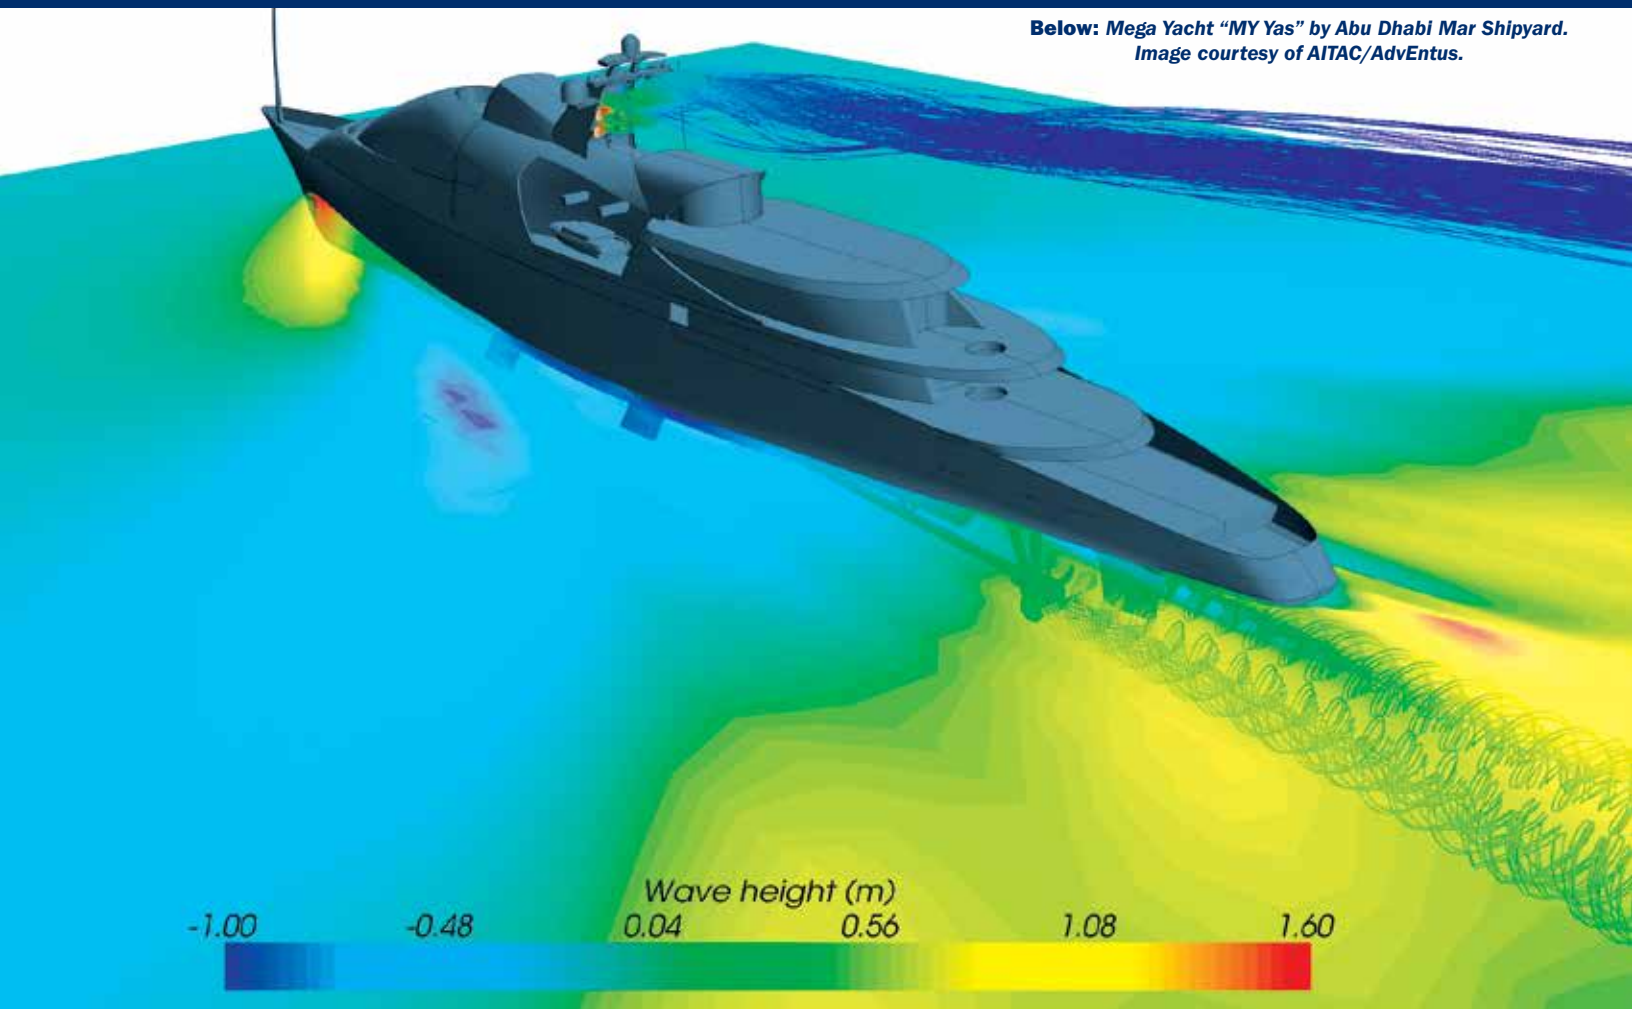 Below: Mega Yacht “MY Yas” by Abu Dhabi Mar Shipyard.
Image courtesy of AITAC/AdvEntus.
Wave height (m)
-1.00 -0.48 0.04 0.56 1.08 1.60